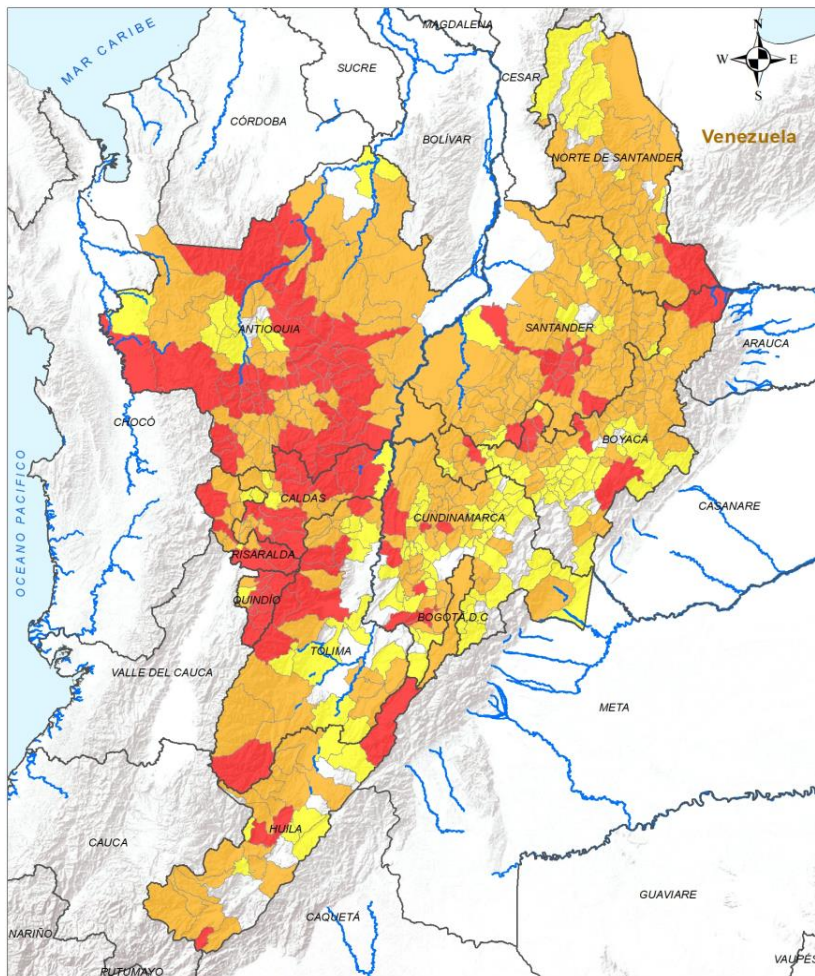 MAGDALENA
N
W E
S
MAR CARIBE
SUCRE
CESAR
CÓRDOBA
BOLÍVAR
Venezuela
NORTE DE SANTANDER
ANTIOQUIA
SANTANDER
ARAUCA
CHOCÓ
BOYACÁ
OCEANO PACIFICO
CALDAS
CUNDINAMARCA
CASANARE
RISARALDA
QUINDÍO
BOGOTÁ D.C
TOLIMA
VALLE DEL CAUCA
META
HUILA
CAUCA
GUAVIARE
CAQUETÁ
NARIÑO
PUTUMAYO
VAUPÉS